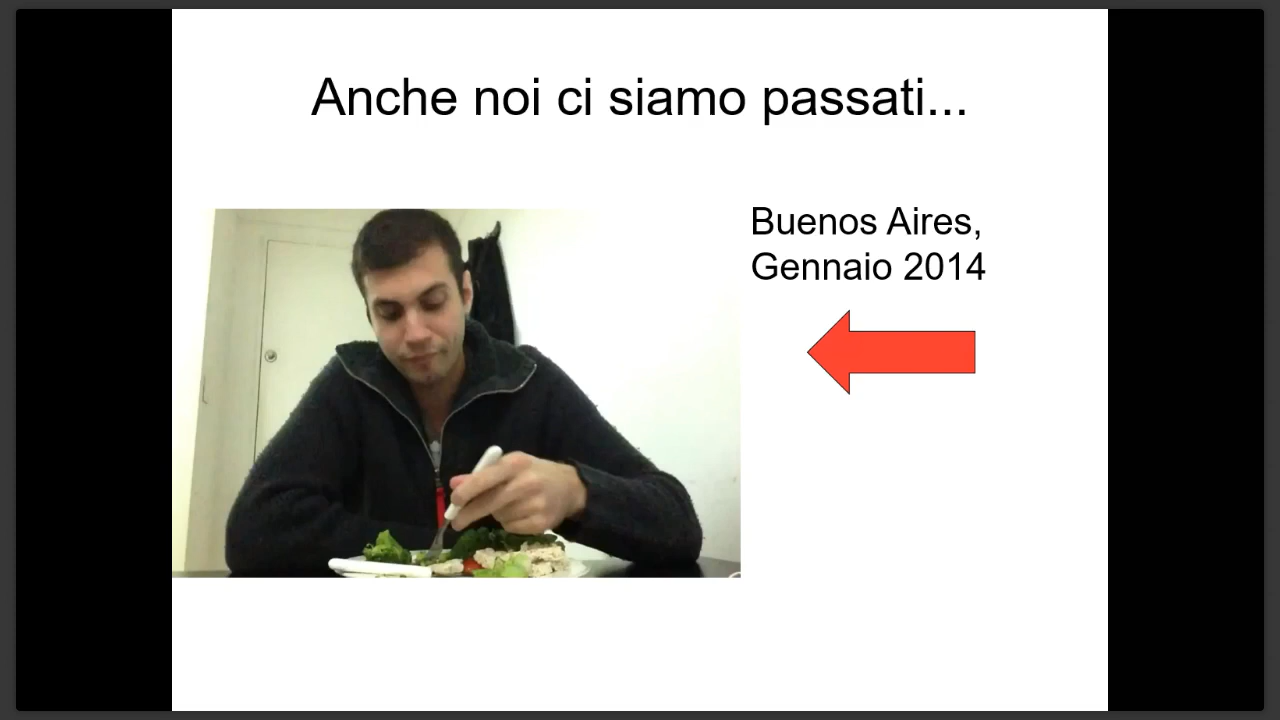 Anche noi ci siamo passati...
Buenos Aires,
Gennaio 2014